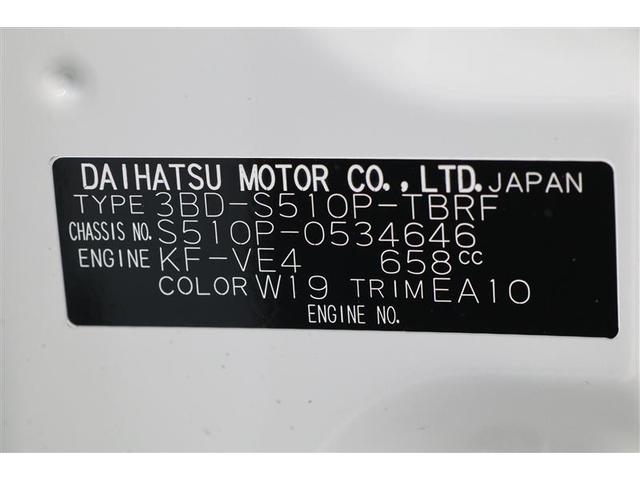 DAIHATSU MOTOR CO., LTD. JAPAN
TYPE 3BD-S510P-TBRF
CHASSIS NO. S510P-0534646
ENGINE KF-VE4 658cc
COLOR W19 TRIM EA10
ENGINE NO.